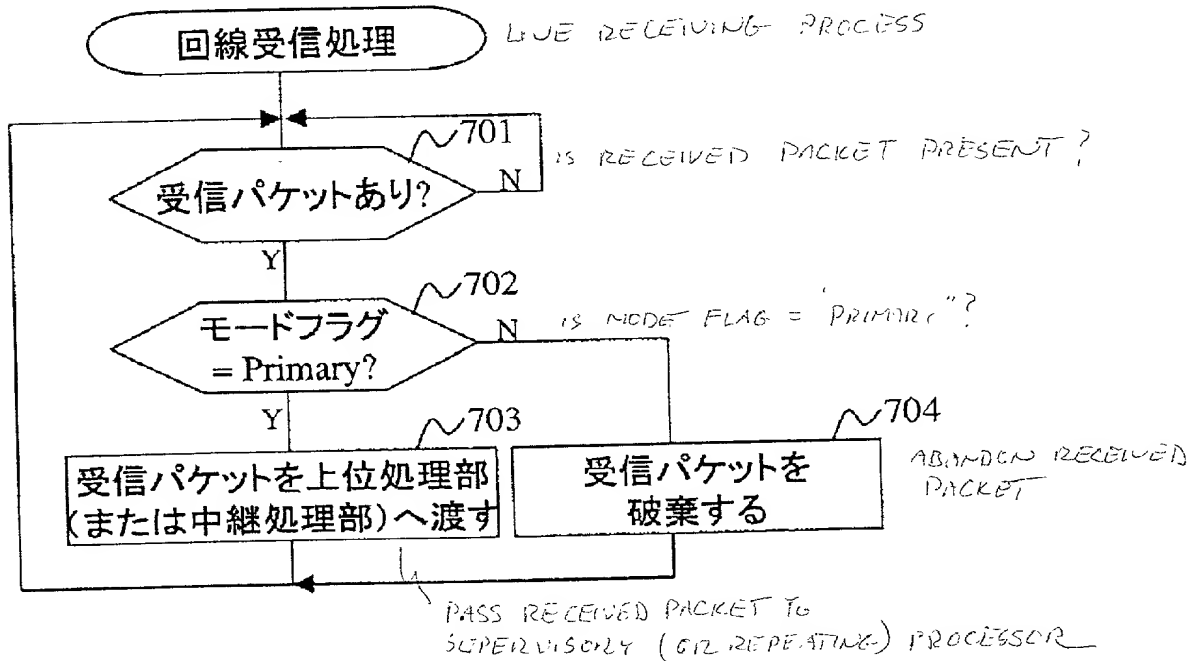 回線受信処理
LINE RECEIVING PROCESS
701
受信パケットあり?
N
IS RECEIVED PACKET PRESENT?
Y
702
モードフラグ
= Primary?
N
IS MODE FLAG = "PRIMARY"?
Y
703
704
受信パケットを上位処理部
(または中継処理部)へ渡す
受信パケットを
破棄する
ABANDON RECEIVED
PACKET
PASS RECEIVED PACKET TO
SUPERVISORY (OR REPEATING) PROCESSOR